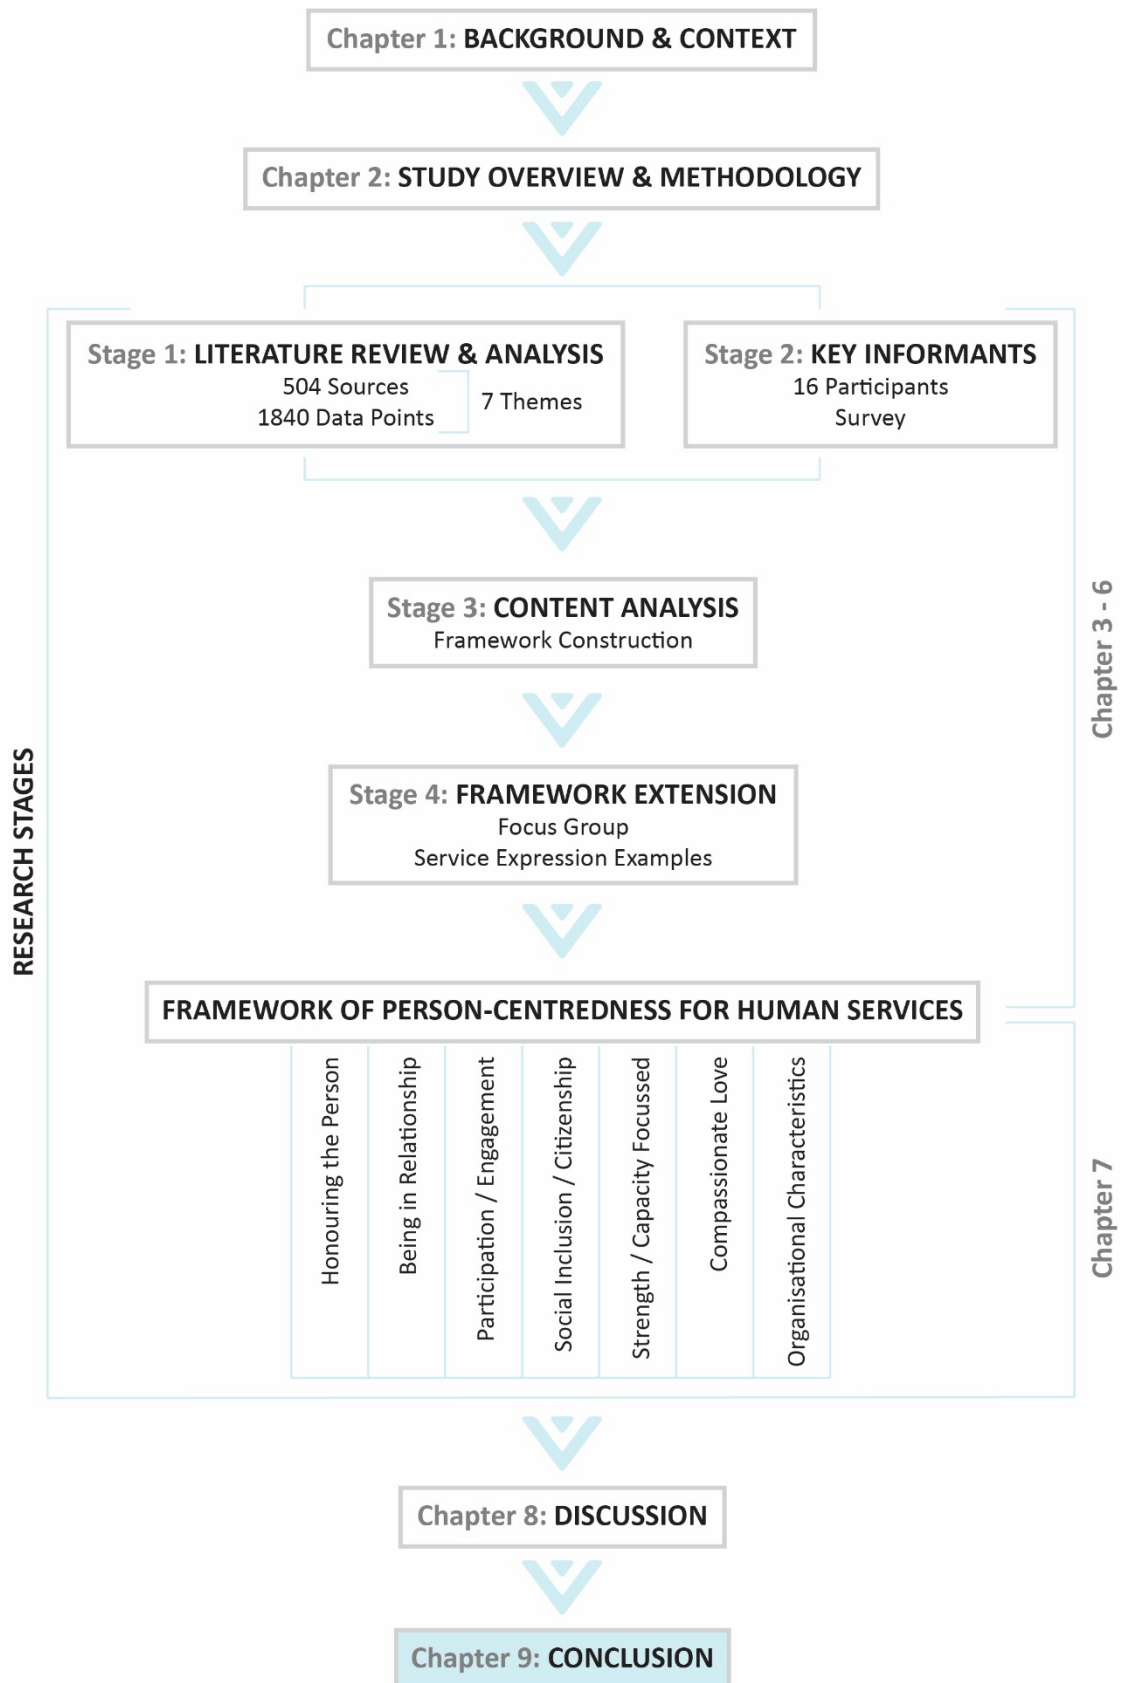 Chapter 1: BACKGROUND & CONTEXT
Chapter 2: STUDY OVERVIEW & METHODOLOGY
Stage 1: LITERATURE REVIEW & ANALYSIS
504 Sources
1840 Data Points
7 Themes
Stage 2: KEY INFORMANTS
16 Participants
Survey
Stage 3: CONTENT ANALYSIS
Framework Construction
Stage 4: FRAMEWORK EXTENSION
Focus Group
Service Expression Examples
RESEARCH STAGES
Chapter 3 - 6
FRAMEWORK OF PERSON-CENTREDNESS FOR HUMAN SERVICES
Honouring the Person
Being in Relationship
Participation / Engagement
Social Inclusion / Citizenship
Strength / Capacity Focussed
Compassionate Love
Organisational Characteristics
Chapter 7
Chapter 8: DISCUSSION
Chapter 9: CONCLUSION